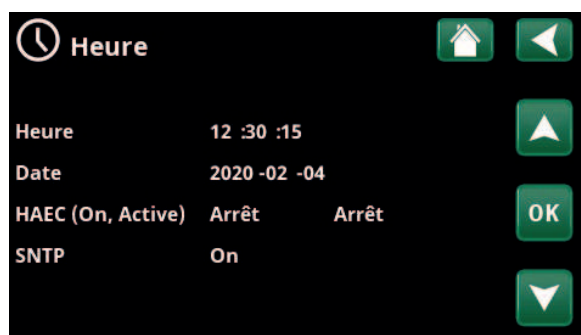 Heure
Heure 12 :30 :15
Date 2020 -02 -04
HAEC (On, Active) Arrêt Arrêt
OK
SNTP On